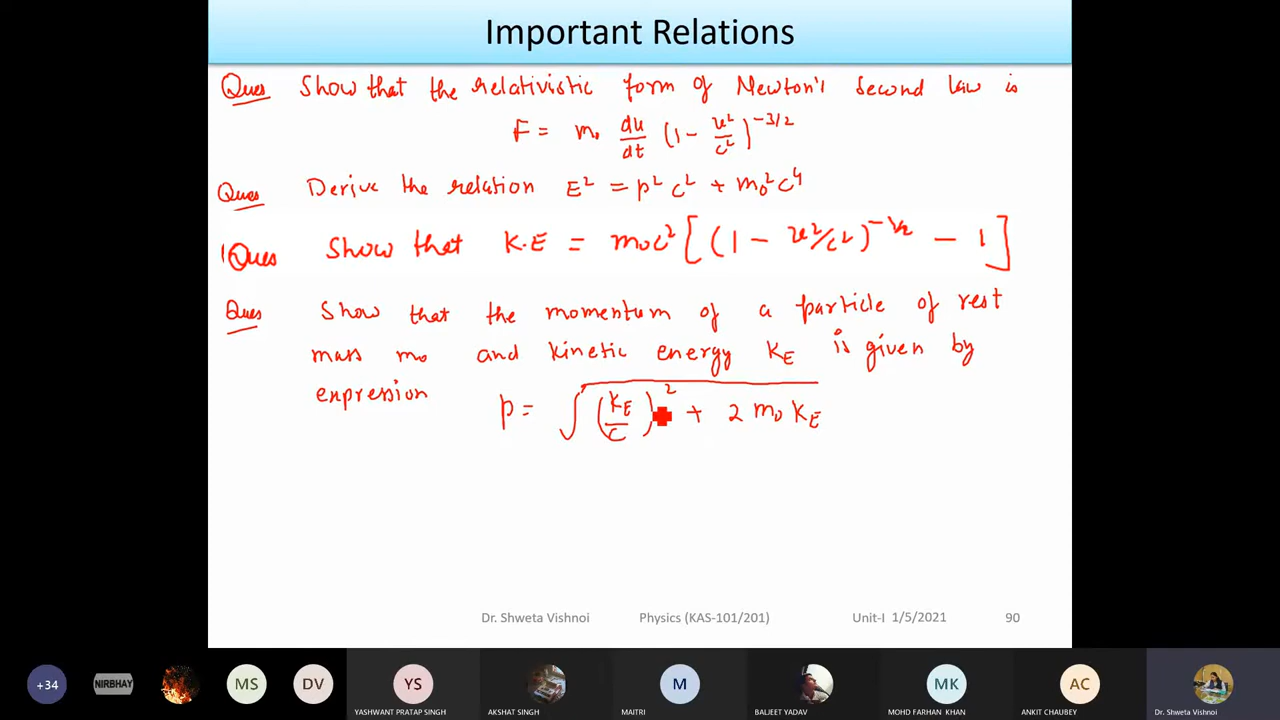 Important Relations
Ques Show that the relativistic form of Newton's second law is
F = m₀ du/dt (1 - u²/c²)^-3/2
Ques Derive the relation E² = p²c² + m₀²c⁴
Ques Show that K.E = m₀c² [(1 - u²/c²)^-1/2 - 1]
Ques Show that the momentum of a particle of rest
mass m₀ and kinetic energy K_E is given by
expression p = √((K_E/c)² + 2 m₀ K_E)
Dr. Shweta Vishnoi Physics (KAS-101/201) Unit-I 1/5/2021 90
+34 NIRBHAY MS DV YS M MK AC
YASHWANT PRATAP SINGH AKSHAT SINGH MAITRI BALJEET YADAV MOHD FARHAN KHAN ANKIT CHAUBEY Dr. Shweta Vishnoi